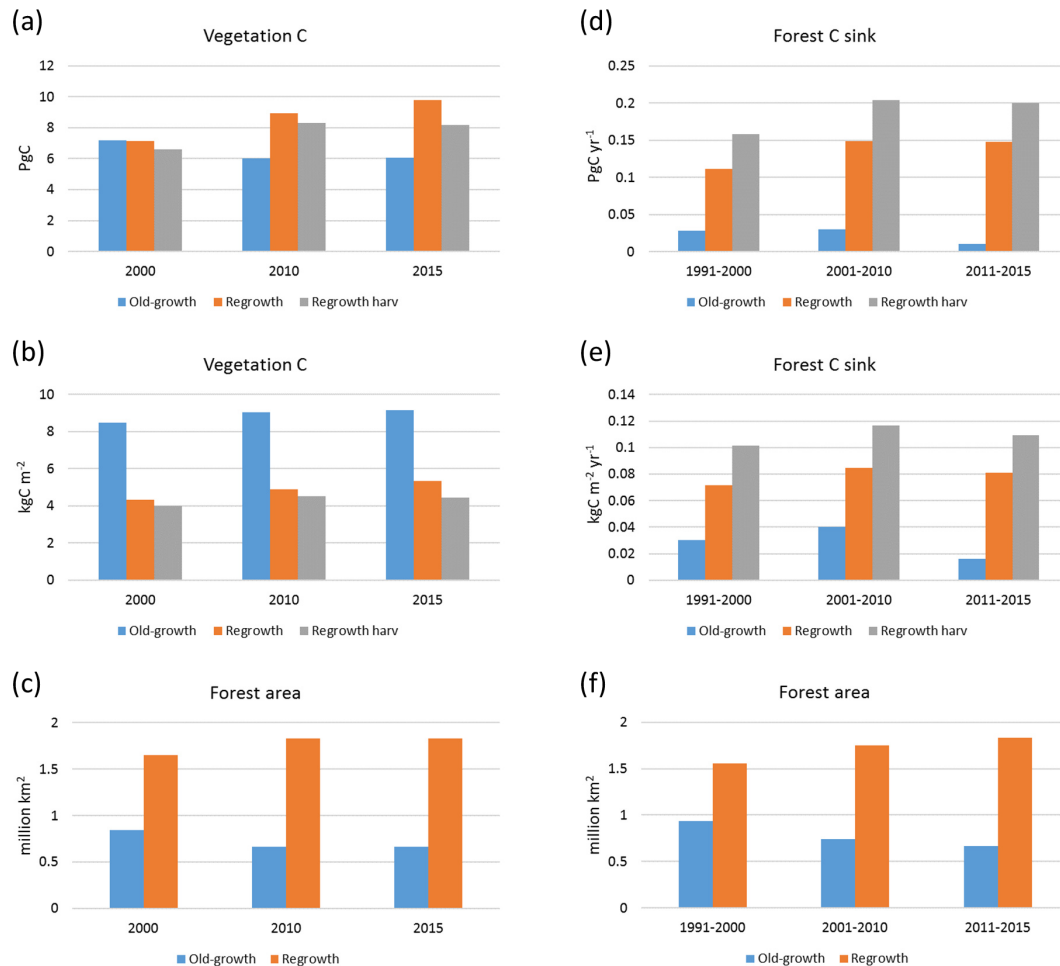 (a)
Vegetation C
12
10
8
6
4
2
0
PgC
2000 2010 2015
Old-growth Regrowth Regrowth harv
(d)
Forest C sink
0.25
0.2
0.15
0.1
0.05
0
PgC yr⁻¹
1991-2000 2001-2010 2011-2015
Old-growth Regrowth Regrowth harv
(b)
Vegetation C
10
8
6
4
2
0
kgC m⁻²
2000 2010 2015
Old-growth Regrowth Regrowth harv
(e)
Forest C sink
0.14
0.12
0.1
0.08
0.06
0.04
0.02
0
kgC m⁻² yr⁻¹
1991-2000 2001-2010 2011-2015
Old-growth Regrowth Regrowth harv
(c)
Forest area
2
1.5
1
0.5
0
million km²
2000 2010 2015
Old-growth Regrowth
(f)
Forest area
2
1.5
1
0.5
0
million km²
1991-2000 2001-2010 2011-2015
Old-growth Regrowth